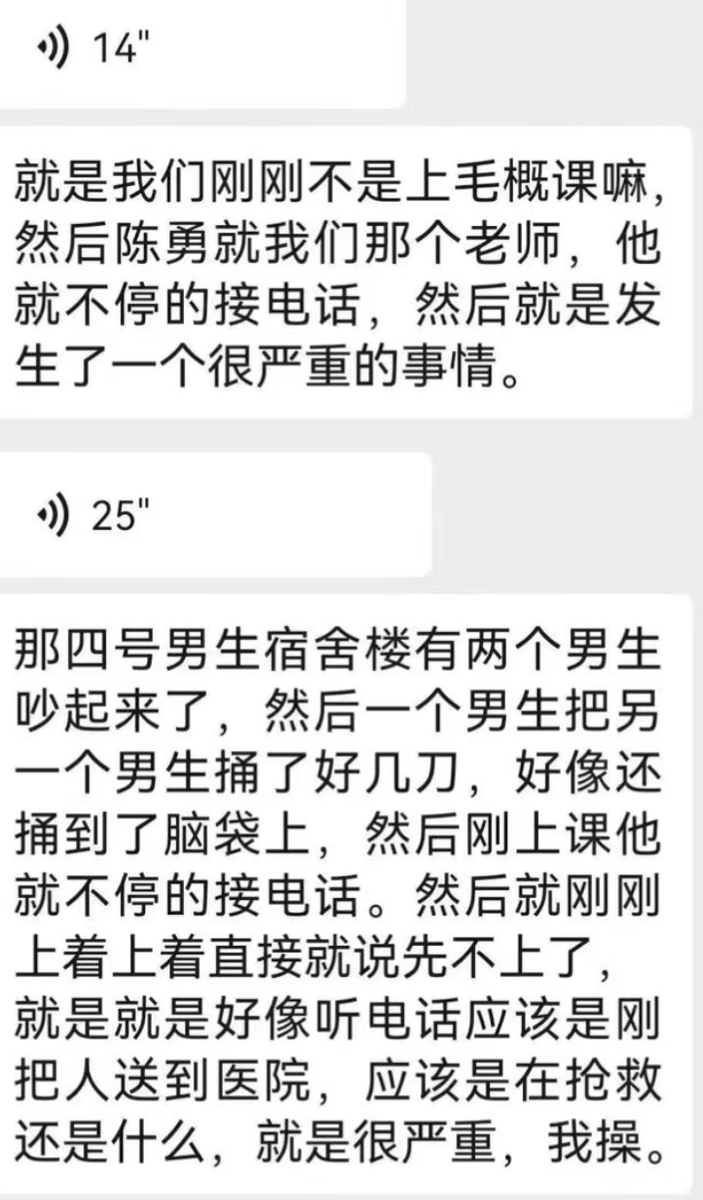 14"
就是我们刚刚不是上毛概课嘛,
然后陈勇就我们那个老师，他
就不停的接电话，然后就是发
生了一个很严重的事情。
25"
那四号男生宿舍楼有两个男生
吵起来了，然后一个男生把另
一个男生捅了好几刀，好像还
捅到了脑袋上，然后刚上课他
就不停的接电话。然后就刚刚
上着上着直接就说先不上了，
就是就是好像听电话应该是刚
把人送到医院，应该是在抢救
还是什么，就是很严重，我操。